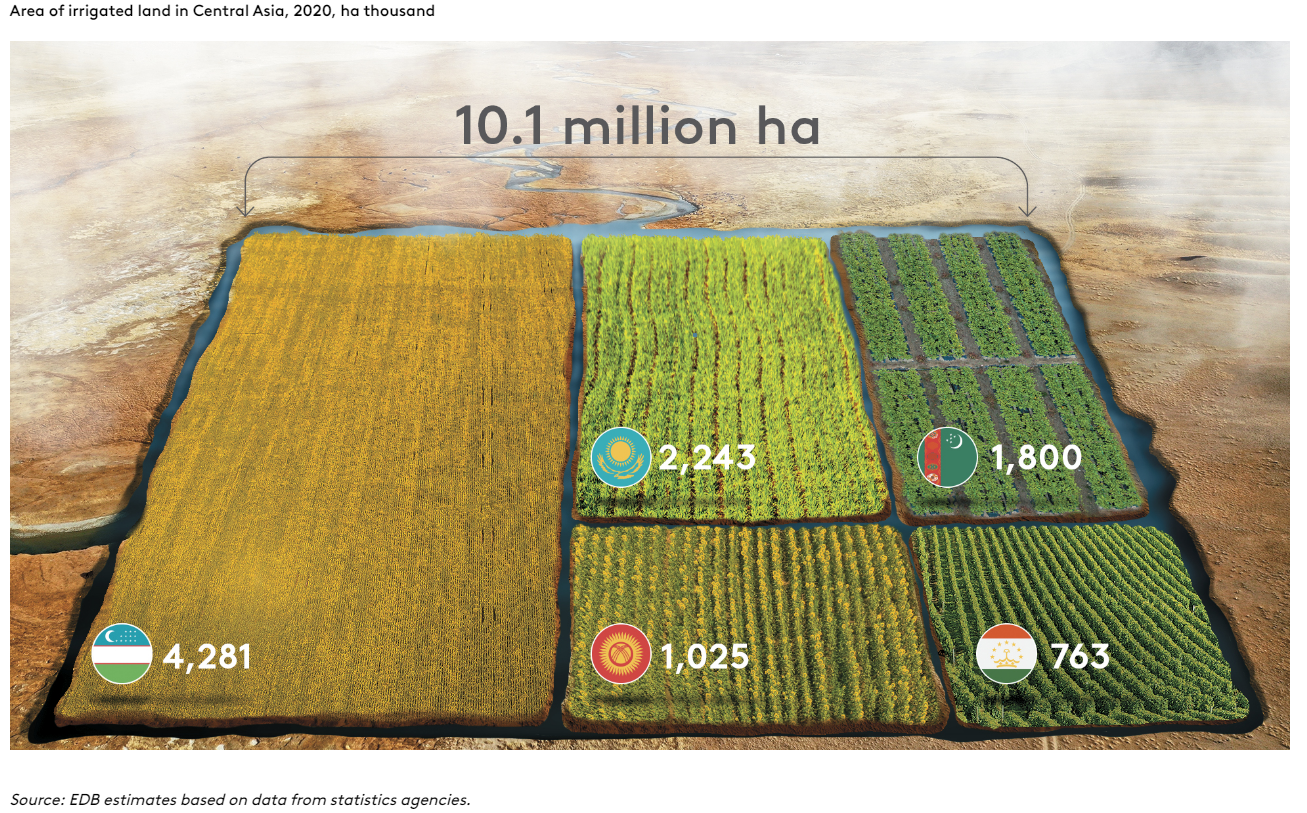 Area of irrigated land in Central Asia, 2020, ha thousand
10.1 million ha
2,243
1,800
4,281
1,025
763
Source: EDB estimates based on data from statistics agencies.